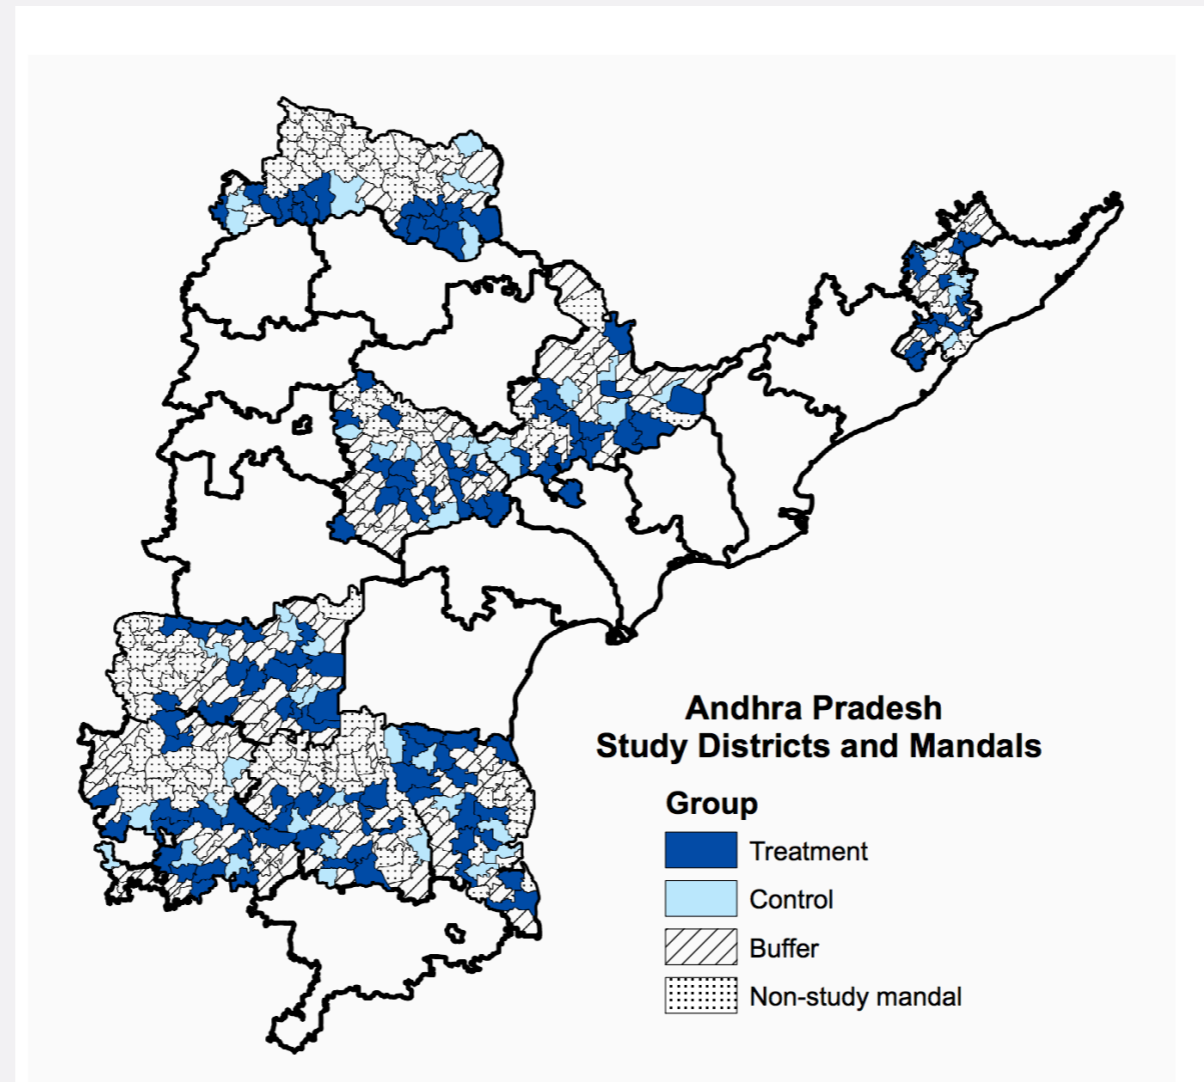 Andhra Pradesh
Study Districts and Mandals
Group
Treatment
Control
Buffer
Non-study mandal